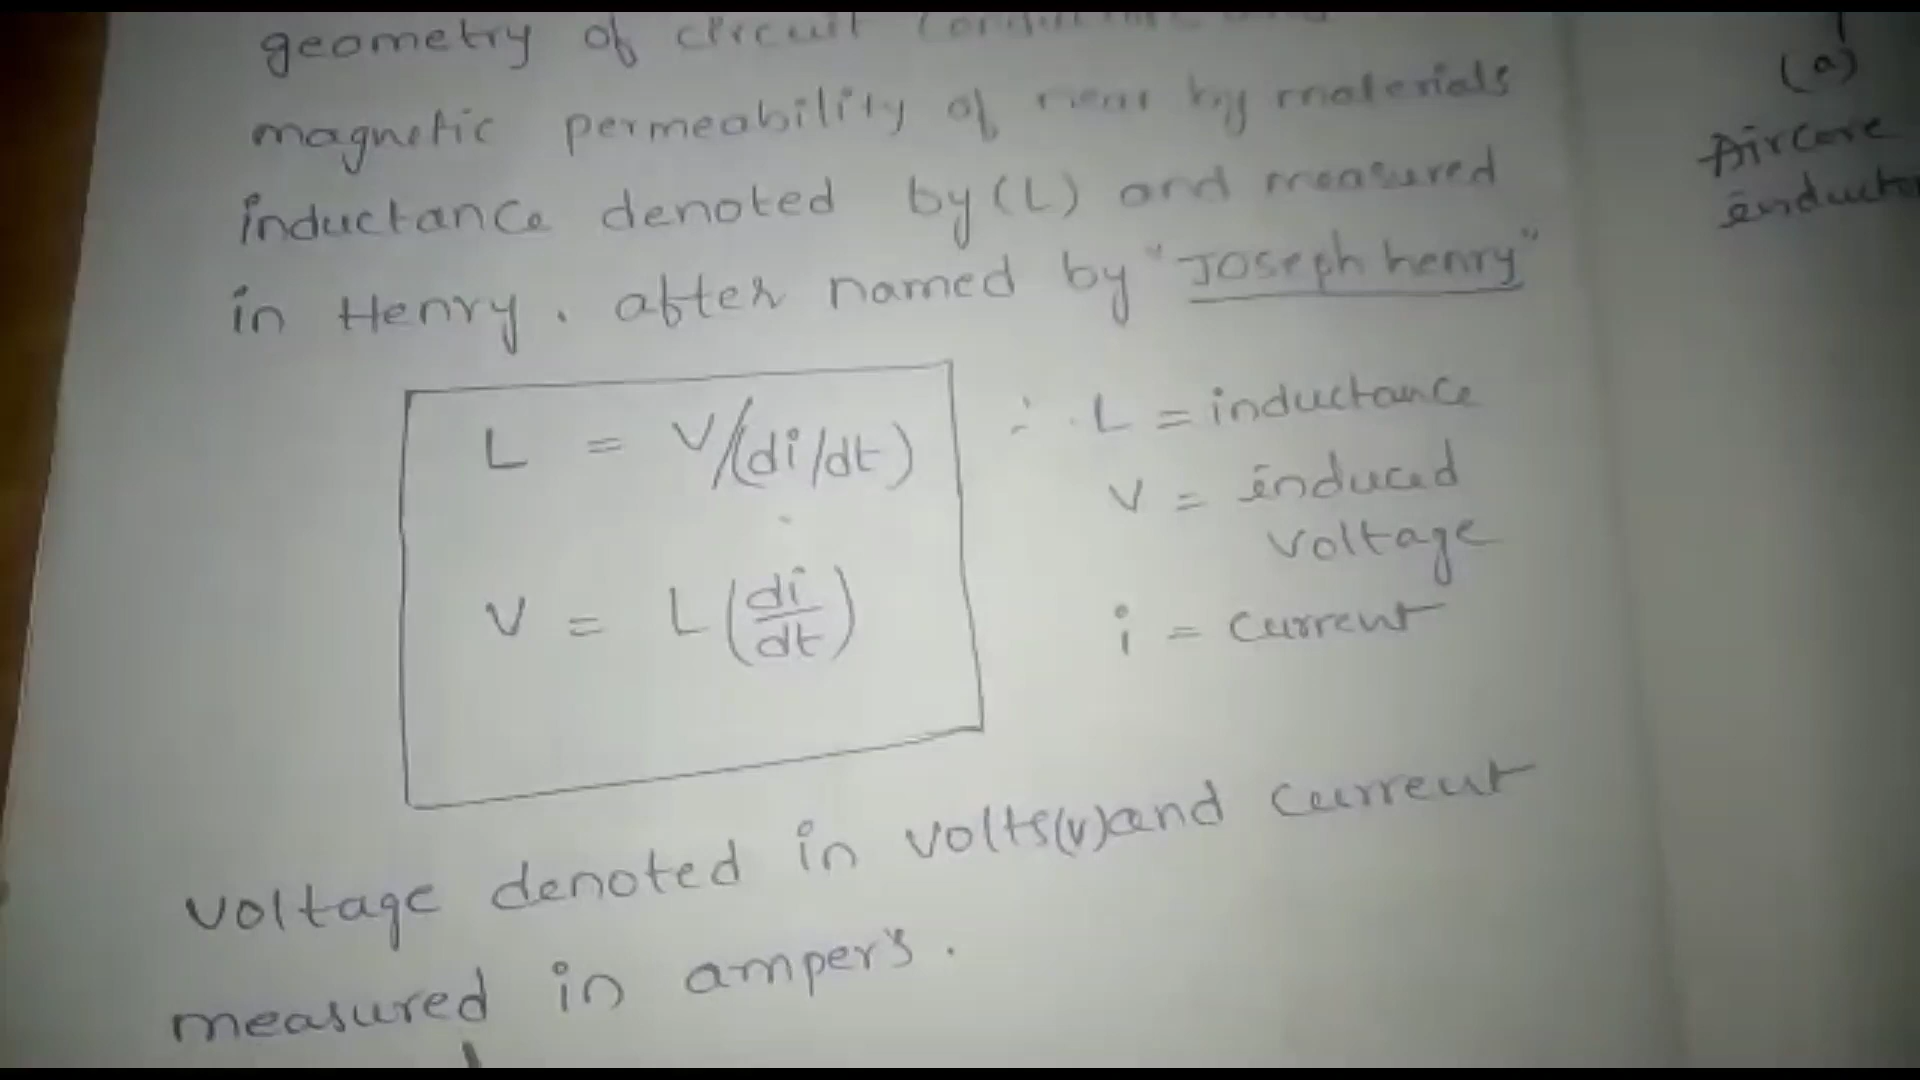 geometry of circuit
magnetic permeability of near by materials
inductance denoted by (L) and measured
in Henry. after named by "Joseph henry"
L = V/(di/dt)
V = L(di/dt)
∴ L = inductance
V = induced
voltage
i = current
voltage denoted in volts(v) and current
measured in amper's.
(a)
Aircore